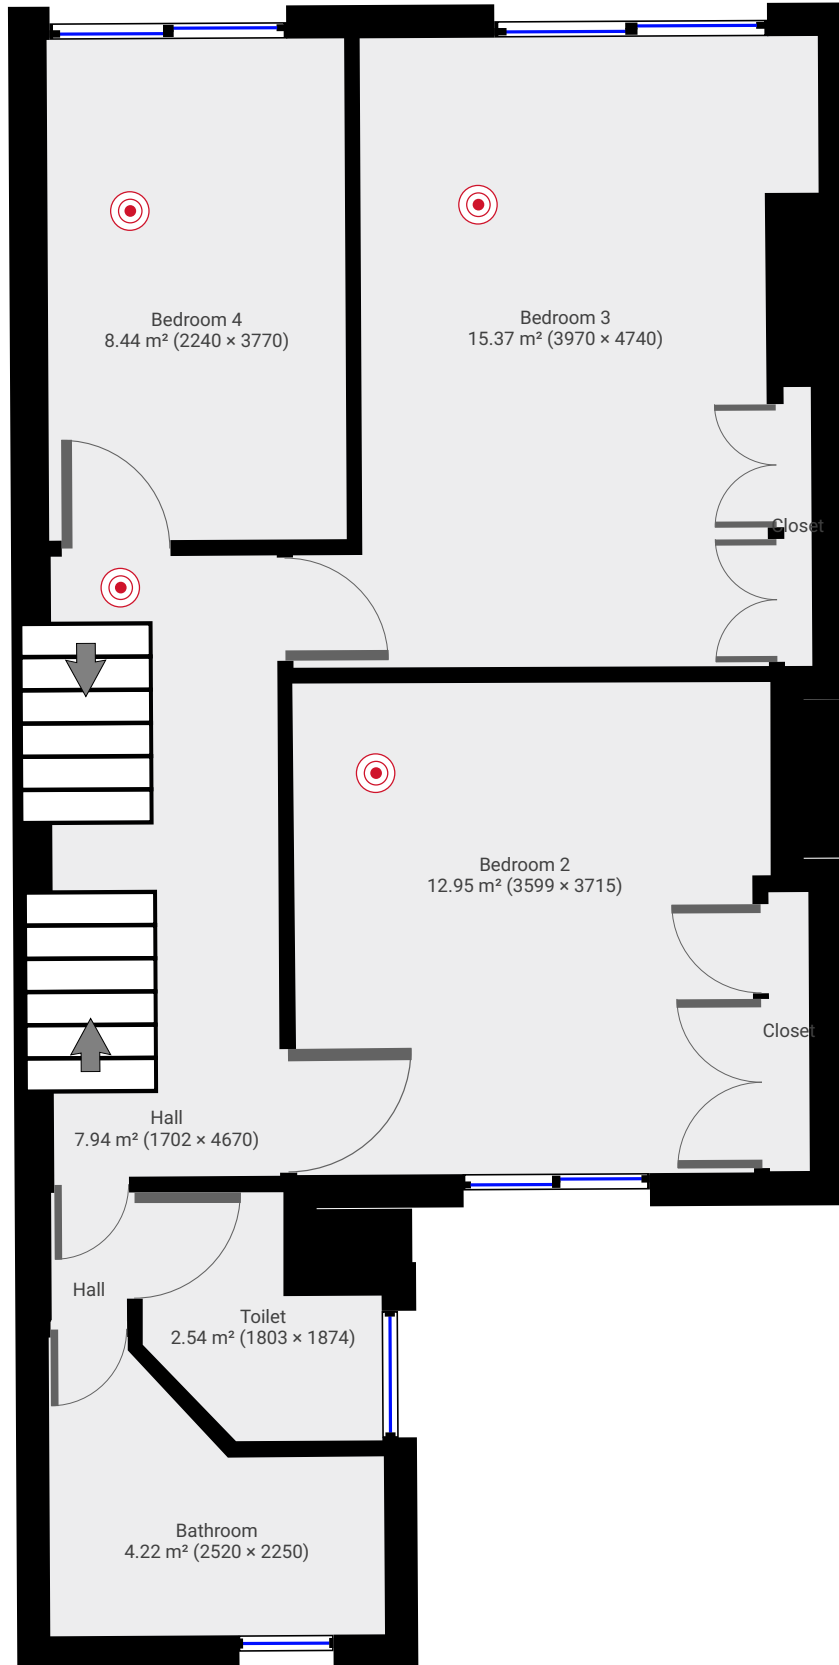 Bedroom 4
8.44 m² (2240 × 3770)
Bedroom 3
15.37 m² (3970 × 4740)
Closet
Bedroom 2
12.95 m² (3599 × 3715)
Closet
Hall
7.94 m² (1702 × 4670)
Hall
Toilet
2.54 m² (1803 × 1874)
Bathroom
4.22 m² (2520 × 2250)